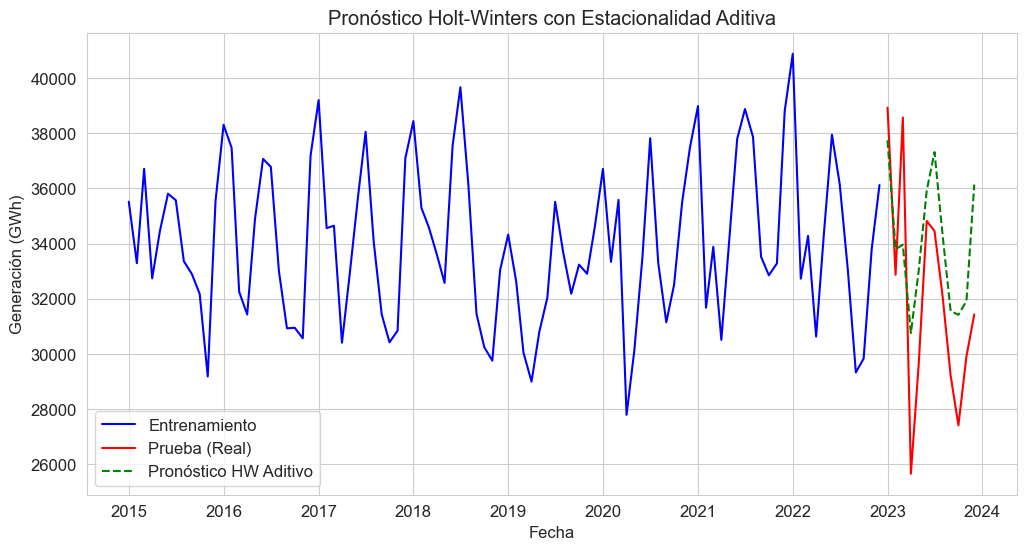 Pronóstico Holt-Winters con Estacionalidad Aditiva
Generación (GWh)
40000
38000
36000
34000
32000
30000
28000
26000
Entrenamiento
Prueba (Real)
Pronóstico HW Aditivo
2015 2016 2017 2018 2019 2020 2021 2022 2023 2024
Fecha